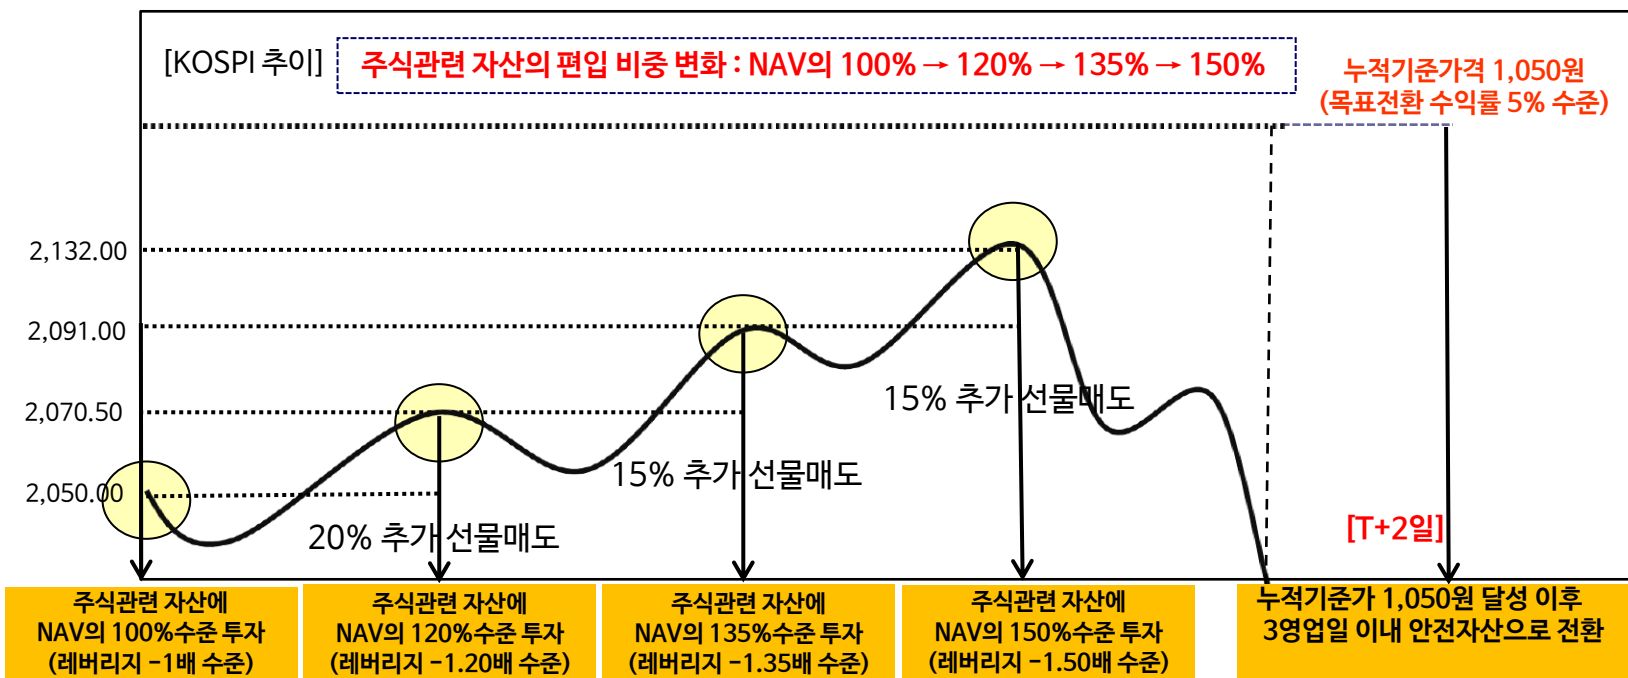 [KOSPI 추이]
주식관련 자산의 편입 비중 변화 : NAV의 100% → 120% → 135% → 150%
누적기준가격 1,050원
(목표전환 수익률 5% 수준)
2,132.00
2,091.00
2,070.50
2,050.00
15% 추가 선물매도
15% 추가 선물매도
20% 추가 선물매도
[T+2일]
주식관련 자산에
NAV의 100%수준 투자
(레버리지 -1배 수준)
주식관련 자산에
NAV의 120%수준 투자
(레버리지 -1.20배 수준)
주식관련 자산에
NAV의 135%수준 투자
(레버리지 -1.35배 수준)
주식관련 자산에
NAV의 150%수준 투자
(레버리지 -1.50배 수준)
누적기준가 1,050원 달성 이후
3영업일 이내 안전자산으로 전환